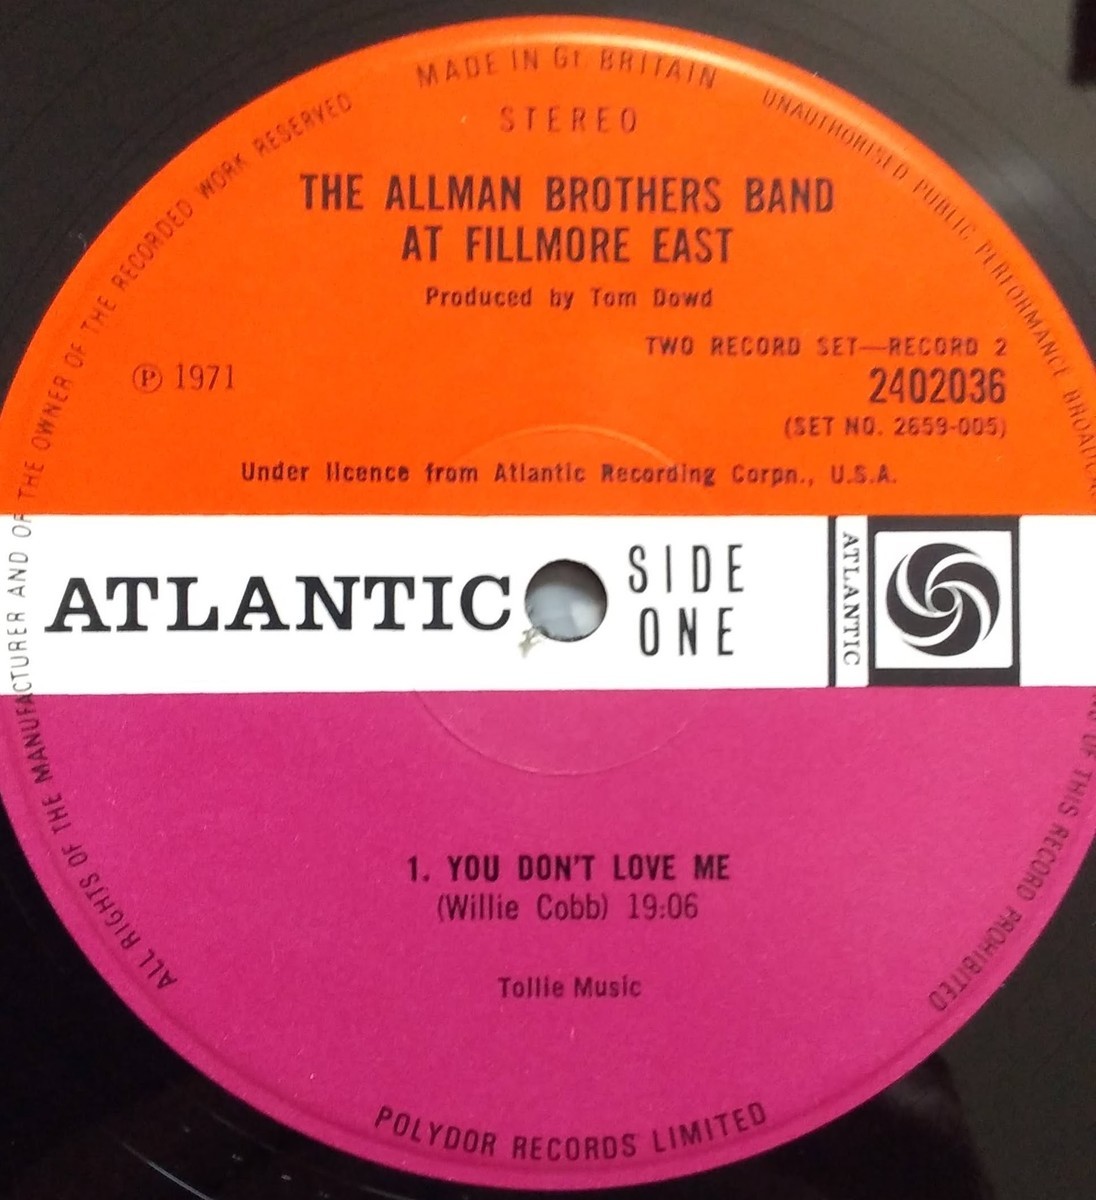 MADE IN Gt BRITAIN
STEREO
THE ALLMAN BROTHERS BAND
AT FILLMORE EAST
Produced by Tom Dowd
TWO RECORD SET—RECORD 2
℗ 1971
2402036
(SET NO. 2659-005)
Under licence from Atlantic Recording Corpn., U.S.A.
ATLANTIC
SIDE
ONE
ATLANTIC
1. YOU DON'T LOVE ME
(Willie Cobb) 19:06
Tollie Music
POLYDOR RECORDS LIMITED
ALL RIGHTS OF THE MANUFACTURER AND OF THE OWNER OF THE RECORDED WORK RESERVED
UNAUTHORISED PUBLIC PERFORMANCE
OF THIS RECORD PROHIBITED